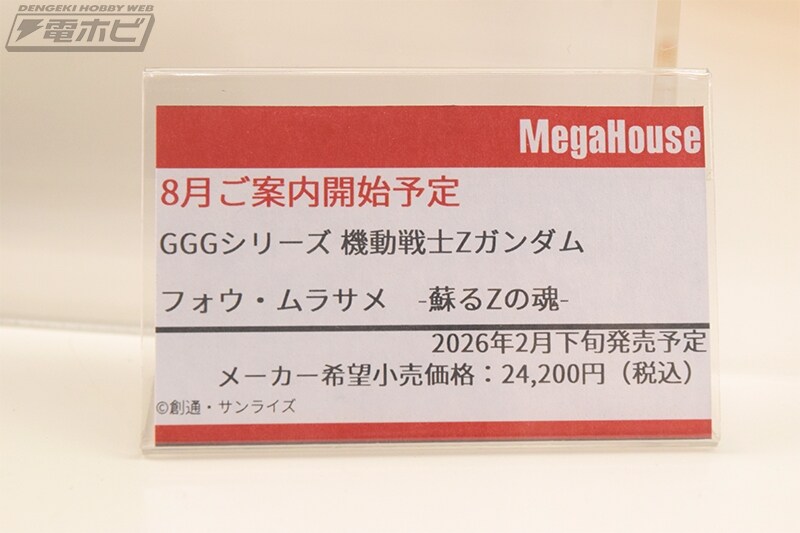 DENGEKI HOBBY WEB
電ホビ
MegaHouse
8月ご案内開始予定
GGGシリーズ 機動戦士Zガンダム
フォウ・ムラサメ　-蘇るZの魂-
2026年2月下旬発売予定
メーカー希望小売価格：24,200円（税込）
©創通・サンライズ